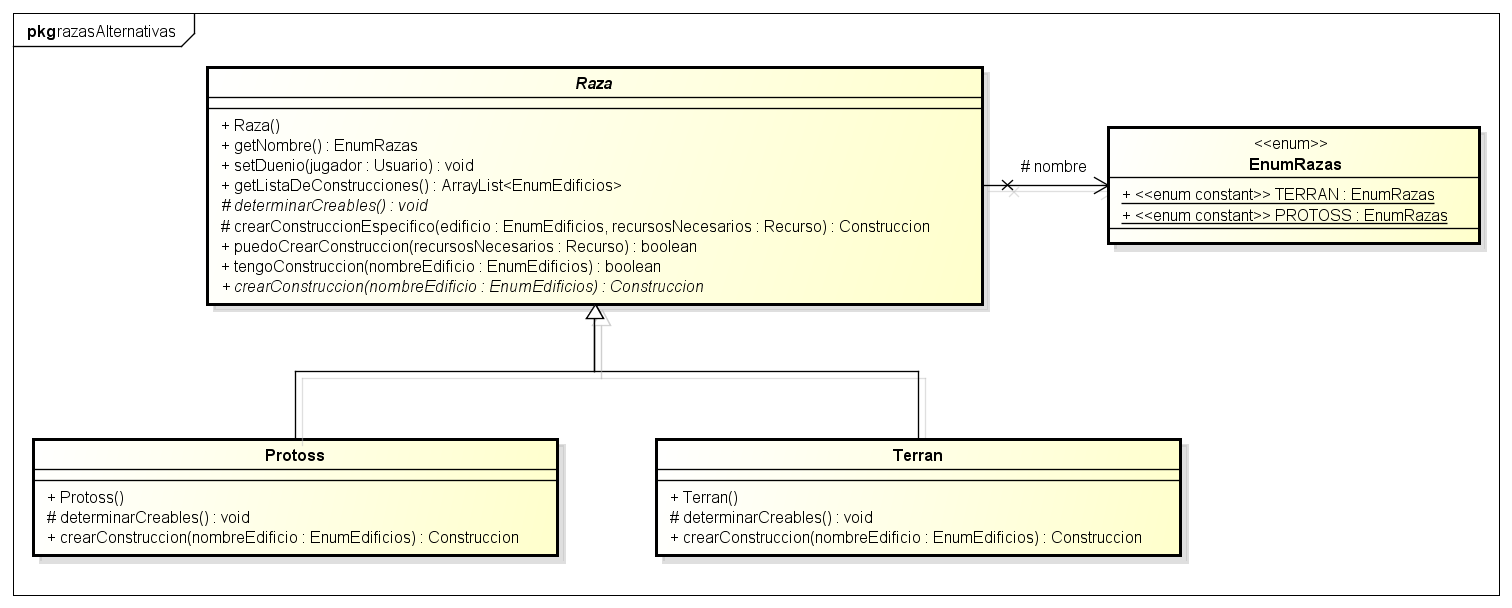 pkg razasAlternativas
Raza
+ Raza()
+ getNombre() : EnumRazas
+ setDuenio(jugador : Usuario) : void
+ getListaDeConstrucciones() : ArrayList<EnumEdificios>
# determinarCreables() : void
# crearConstruccionEspecifico(edificio : EnumEdificios, recursosNecesarios : Recurso) : Construccion
+ puedoCrearConstruccion(recursosNecesarios : Recurso) : boolean
+ tengoConstruccion(nombreEdificio : EnumEdificios) : boolean
+ crearConstruccion(nombreEdificio : EnumEdificios) : Construccion
# nombre
<<enum>>
EnumRazas
+ <<enum constant>> TERRAN : EnumRazas
+ <<enum constant>> PROTOSS : EnumRazas
Protoss
+ Protoss()
# determinarCreables() : void
+ crearConstruccion(nombreEdificio : EnumEdificios) : Construccion
Terran
+ Terran()
# determinarCreables() : void
+ crearConstruccion(nombreEdificio : EnumEdificios) : Construccion